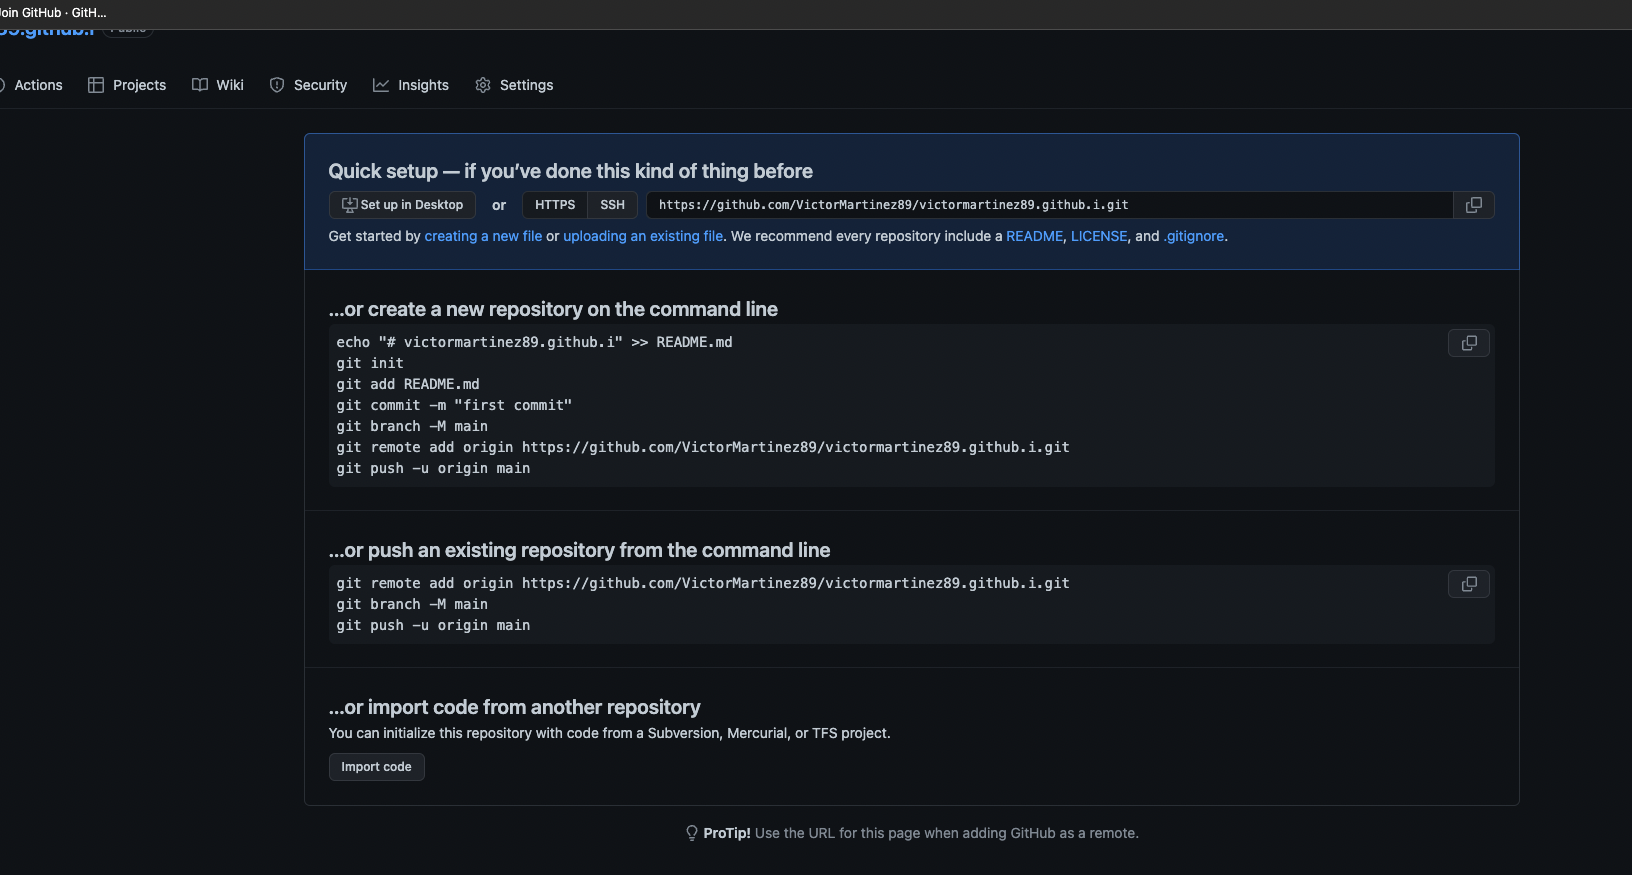 Join GitHub · GitH...
89.github.i Public
Actions Projects Wiki Security Insights Settings
Quick setup — if you’ve done this kind of thing before
Set up in Desktop or HTTPS SSH https://github.com/VictorMartinez89/victormartinez89.github.i.git
Get started by creating a new file or uploading an existing file. We recommend every repository include a README, LICENSE, and .gitignore.
...or create a new repository on the command line
echo "# victormartinez89.github.i" >> README.md
git init
git add README.md
git commit -m "first commit"
git branch -M main
git remote add origin https://github.com/VictorMartinez89/victormartinez89.github.i.git
git push -u origin main
...or push an existing repository from the command line
git remote add origin https://github.com/VictorMartinez89/victormartinez89.github.i.git
git branch -M main
git push -u origin main
...or import code from another repository
You can initialize this repository with code from a Subversion, Mercurial, or TFS project.
Import code
ProTip! Use the URL for this page when adding GitHub as a remote.